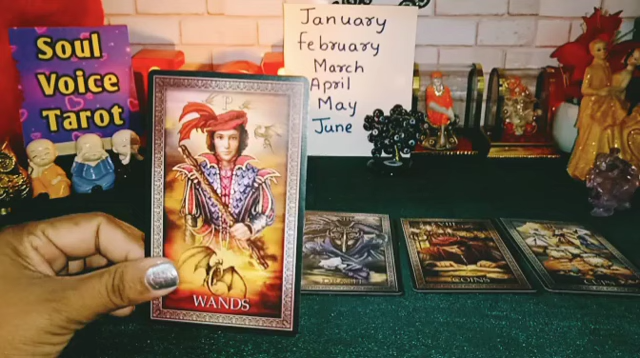 Soul
Voice
Tarot
January
February
March
April
May
June
WANDS
COINS
CUPS